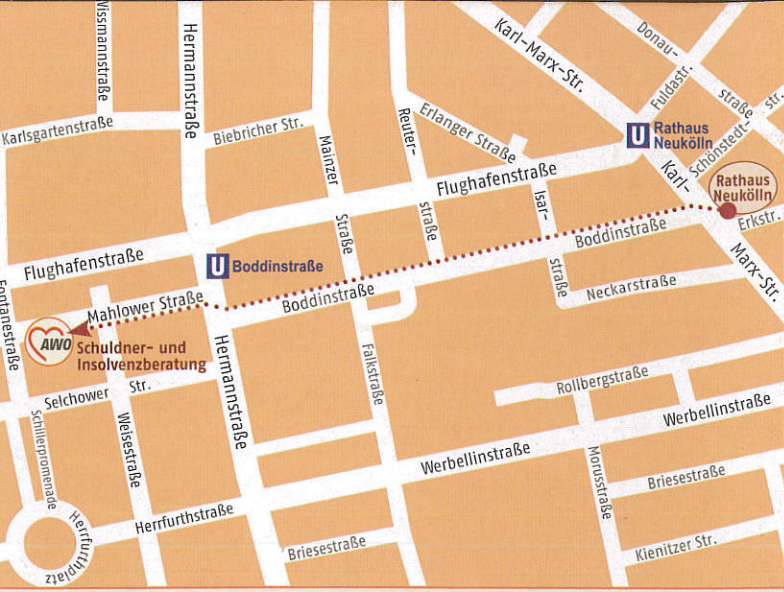 Wissmannstraße
Hermannstraße
Karl-Marx-Str.
Donau-
straße
Fuldastr.
Schönstedt-
str.
Karlsgartenstraße
Biebricher Str.
Mainzer
Straße
Reuter-
straße
Erlanger Straße
U Rathaus
Neukölln
Karl-
Marx-Str.
Rathaus
Neukölln
Erkstr.
Flughafenstraße
Isar-
straße
Boddinstraße
Flughafenstraße
U Boddinstraße
Neckarstraße
Fontanestraße
Mahlower Straße
Boddinstraße
AWO
Schuldner- und
Insolvenzberatung
Hermannstraße
Falkstraße
Selchower Str.
Rollbergstraße
Schillerpromenade
Weisestraße
Werbellinstraße
Werbellinstraße
Morusstraße
Briesestraße
Herrfurthstraße
Herrfurthplatz
Briesestraße
Kienitzer Str.